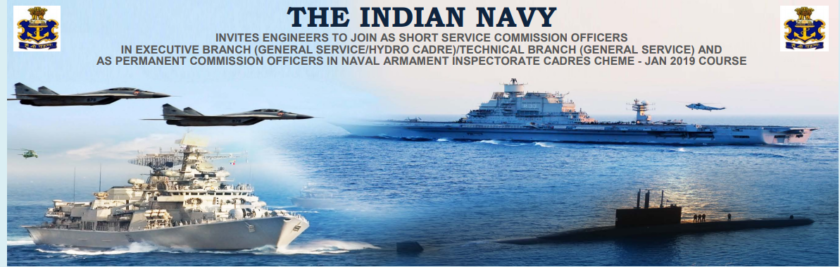 THE INDIAN NAVY
INVITES ENGINEERS TO JOIN AS SHORT SERVICE COMMISSION OFFICERS
IN EXECUTIVE BRANCH (GENERAL SERVICE/HYDRO CADRE)/TECHNICAL BRANCH (GENERAL SERVICE) AND
AS PERMANENT COMMISSION OFFICERS IN NAVAL ARMAMENT INSPECTORATE CADRES CHEME - JAN 2019 COURSE